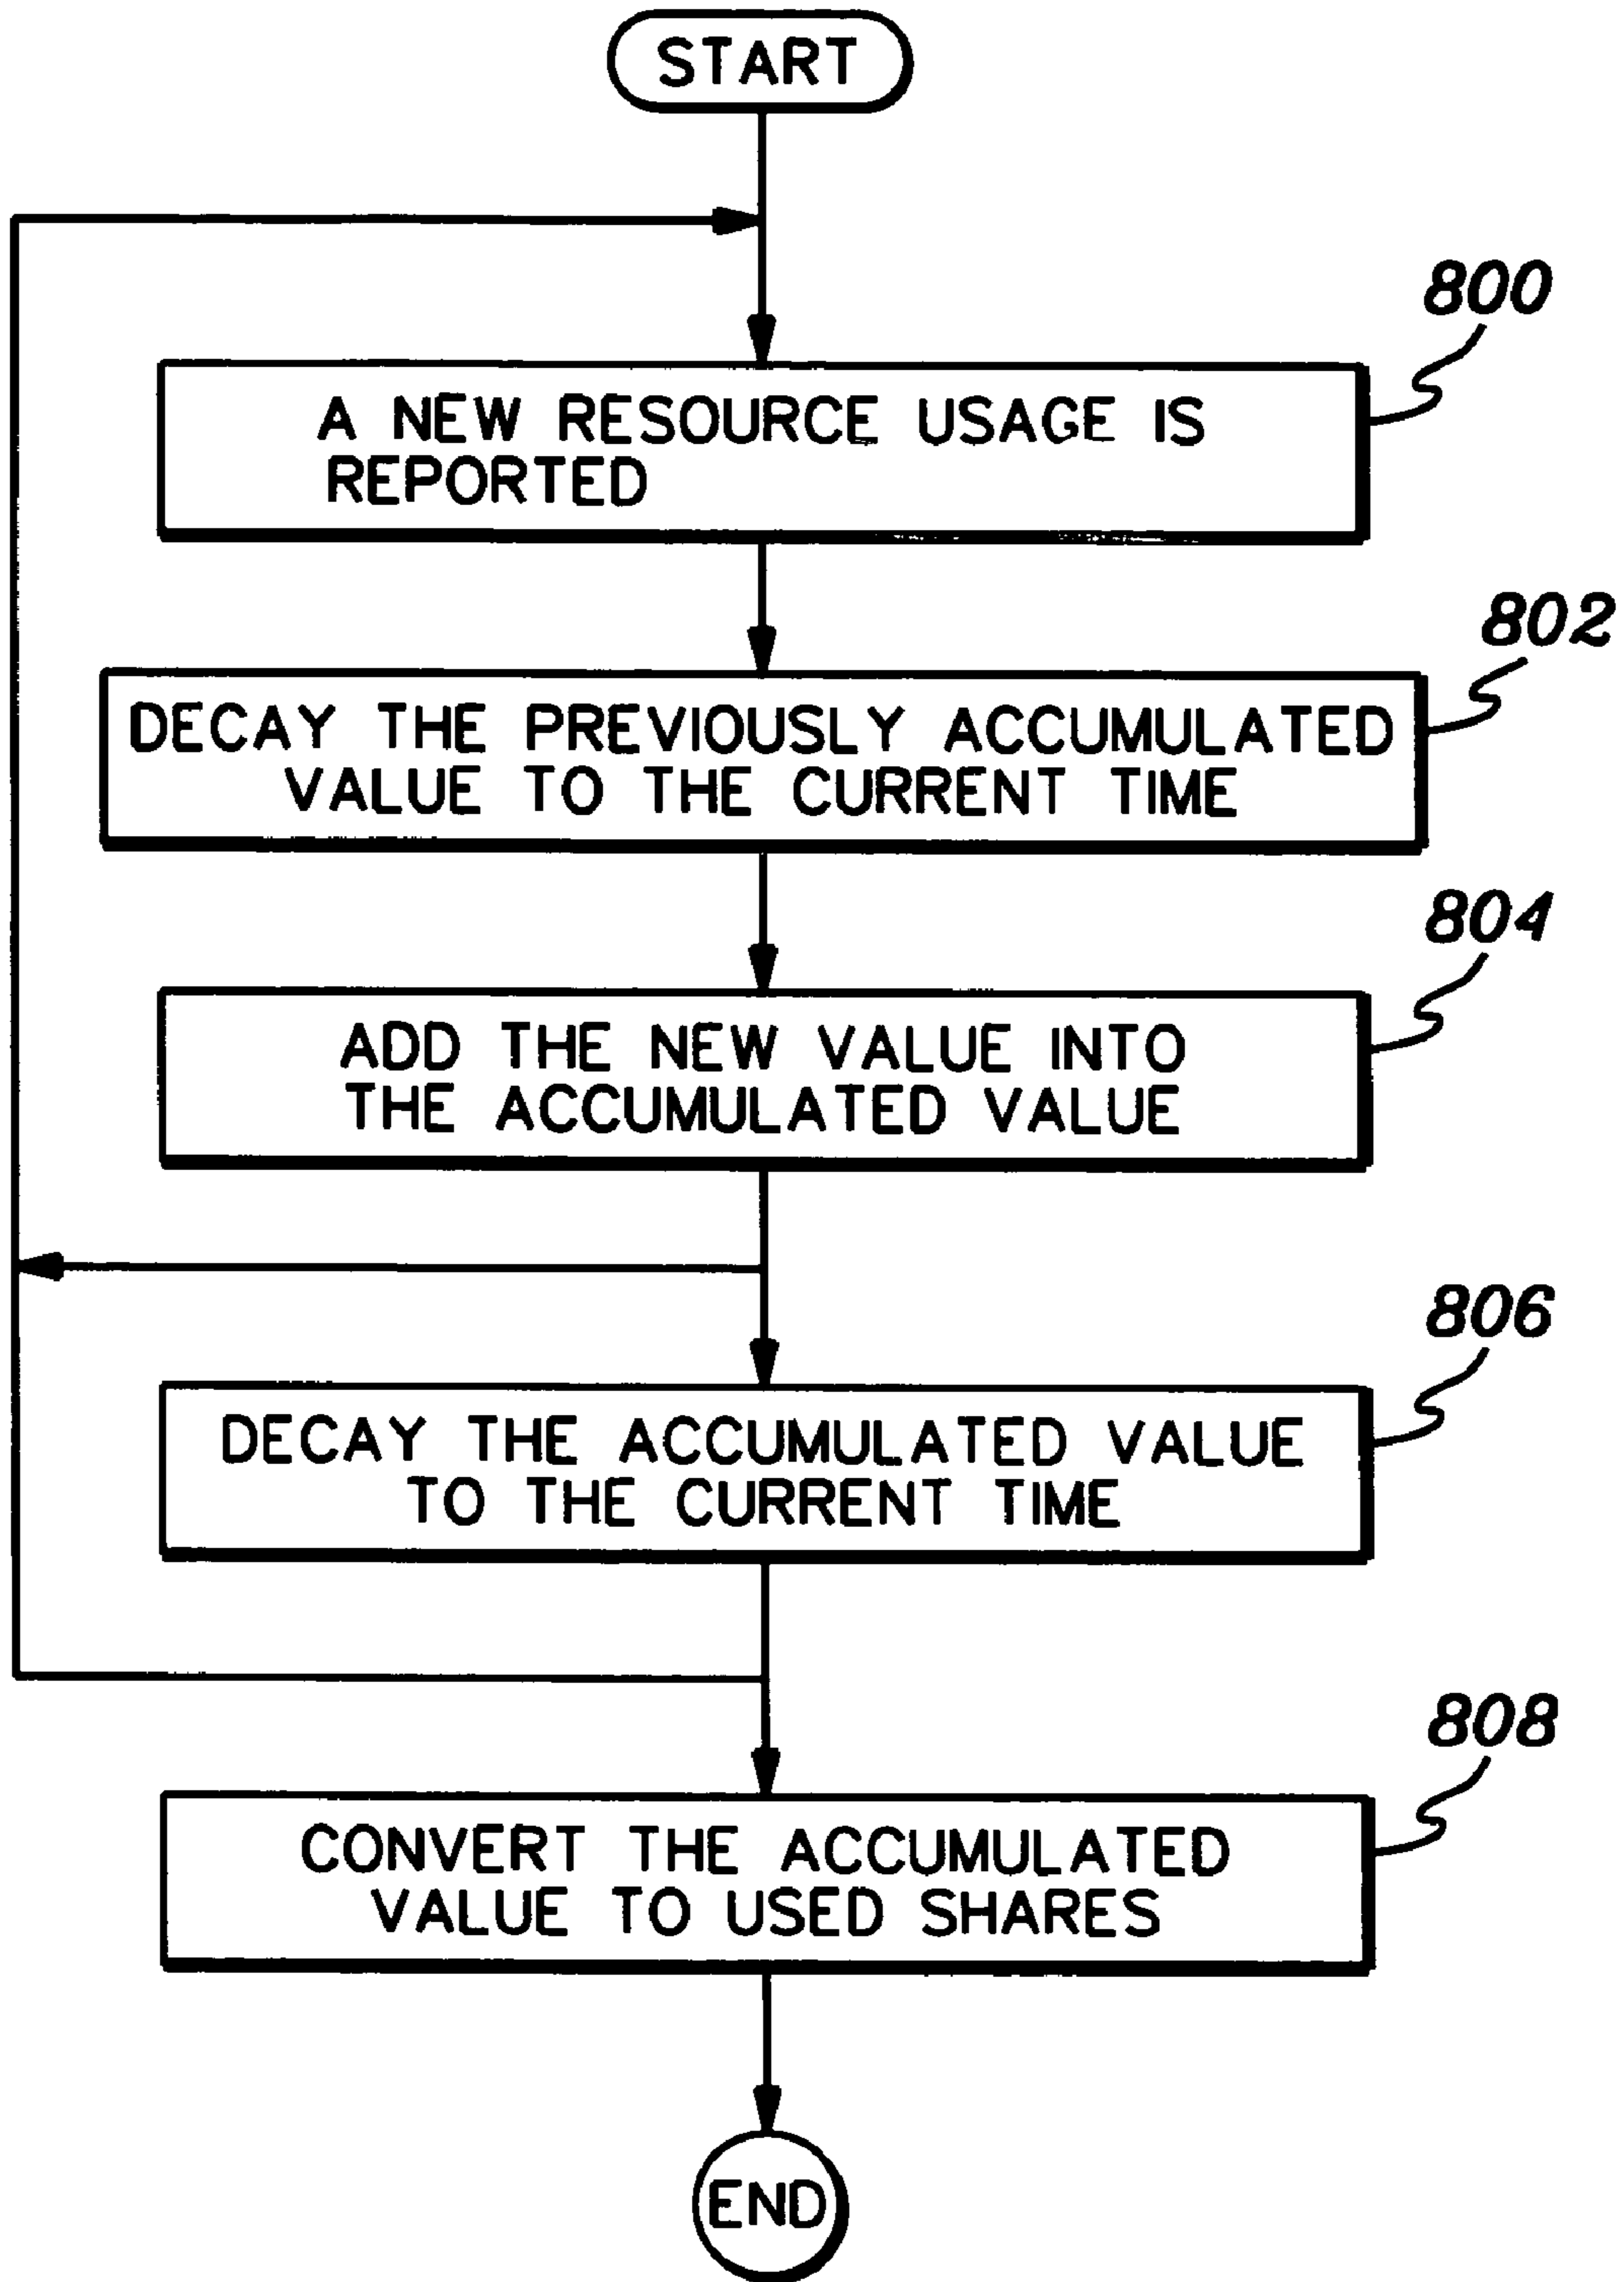 START
800
A NEW RESOURCE USAGE IS
REPORTED
802
DECAY THE PREVIOUSLY ACCUMULATED
VALUE TO THE CURRENT TIME
804
ADD THE NEW VALUE INTO
THE ACCUMULATED VALUE
806
DECAY THE ACCUMULATED VALUE
TO THE CURRENT TIME
808
CONVERT THE ACCUMULATED
VALUE TO USED SHARES
END